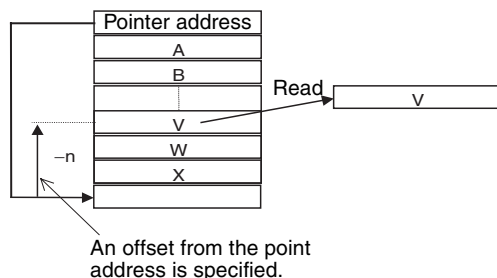 Pointer address
A
B
Read
V
V
−n
W
X
An offset from the point
address is specified.